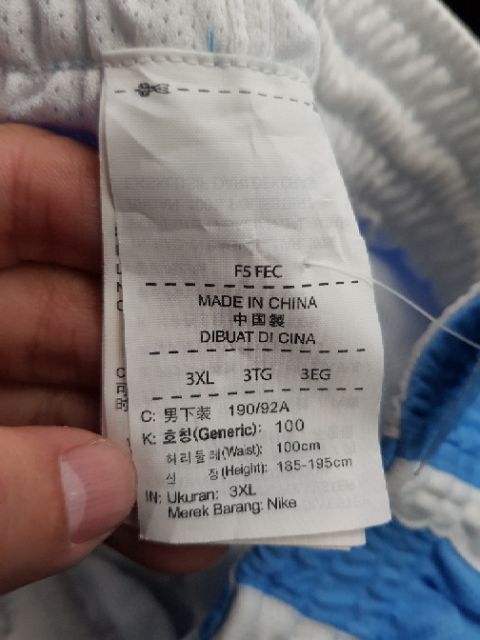 F5 FEC
MADE IN CHINA
中国製
DIBUAT DI CINA
3XL 3TG 3EG
C: 男下装 190/92A
K: 호칭(Generic): 100
허리둘레(Waist): 100cm
신 장(Height): 185-195cm
IN: Ukuran: 3XL
Merek Barang: Nike